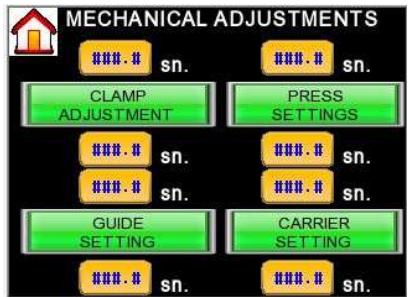 MECHANICAL ADJUSTMENTS
###.# sn. ###.# sn.
CLAMP PRESS
ADJUSTMENT SETTINGS
###.# sn. ###.# sn.
###.# sn. ###.# sn.
GUIDE CARRIER
SETTING SETTING
###.# sn. ###.# sn.